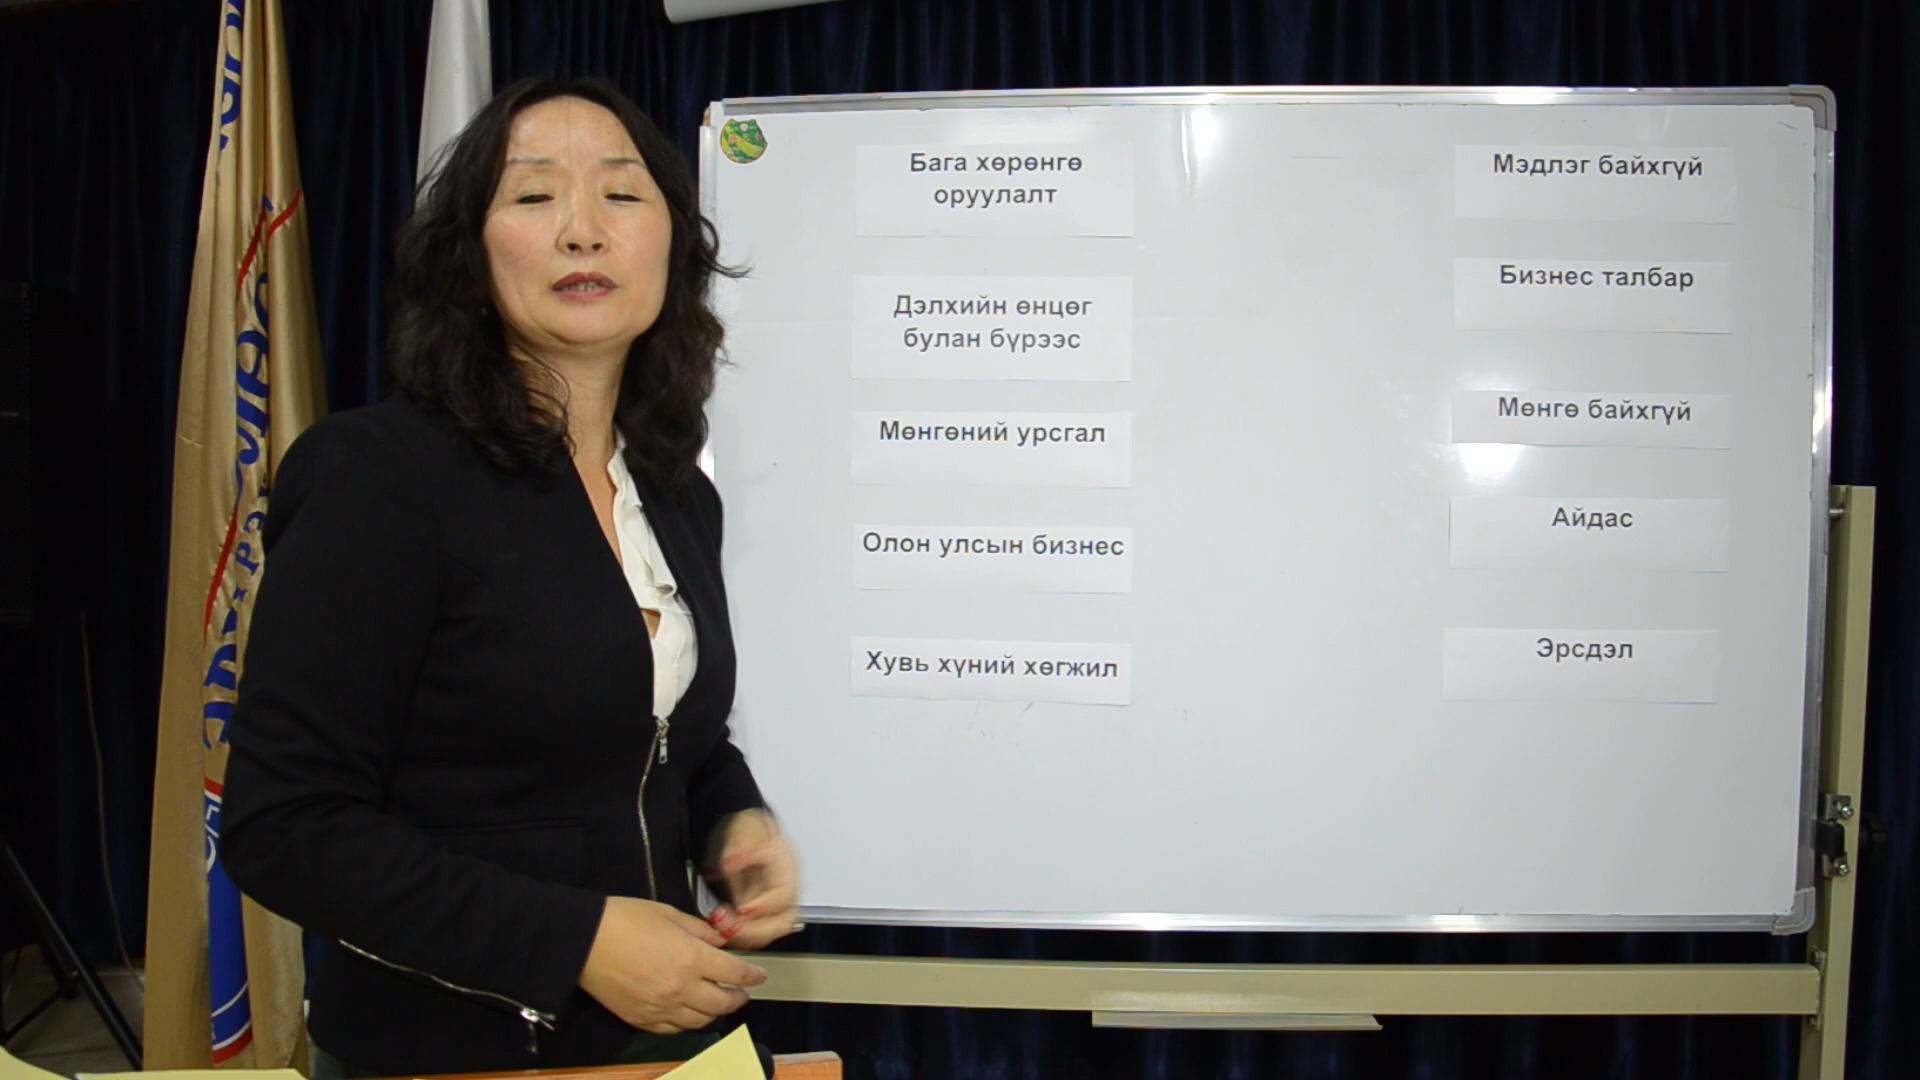 Бага хөрөнгө
оруулалт
Дэлхийн өнцөг
булан бүрээс
Мөнгөний урсгал
Олон улсын бизнес
Хувь хүний хөгжил
Мэдлэг байхгүй
Бизнес талбар
Мөнгө байхгүй
Айдас
Эрсдэл